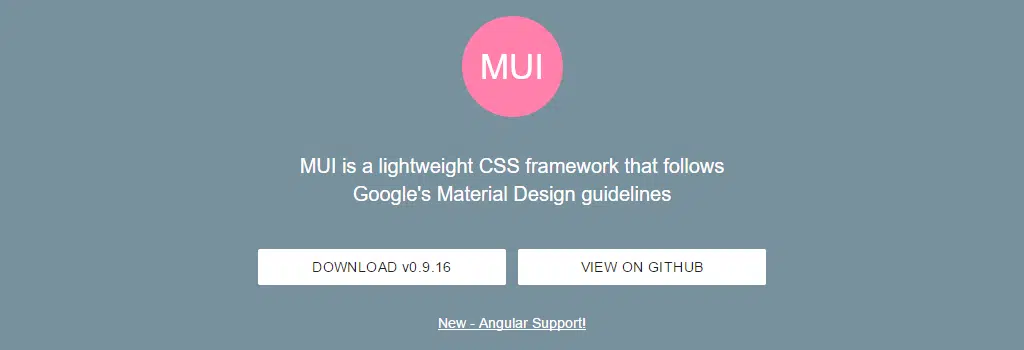 MUI
MUI is a lightweight CSS framework that follows
Google's Material Design guidelines
DOWNLOAD v0.9.16
VIEW ON GITHUB
New - Angular Support!